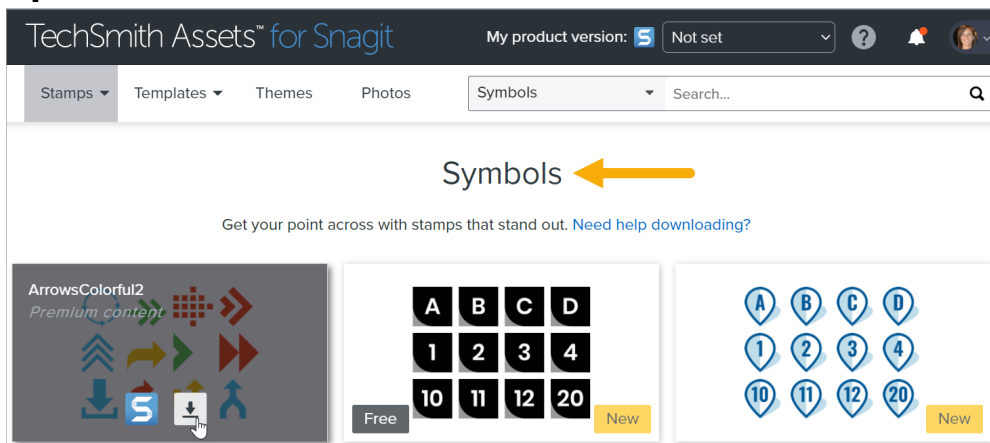 TechSmith Assets™ for Snagit
My product version: S Not set ?
Stamps Templates Themes Photos Symbols Search...
Symbols
Get your point across with stamps that stand out. Need help downloading?
ArrowsColorful2
Premium content
S
A B C D
1 2 3 4
10 11 12 20
Free New
A B C D
1 2 3 4
10 11 12 20
New